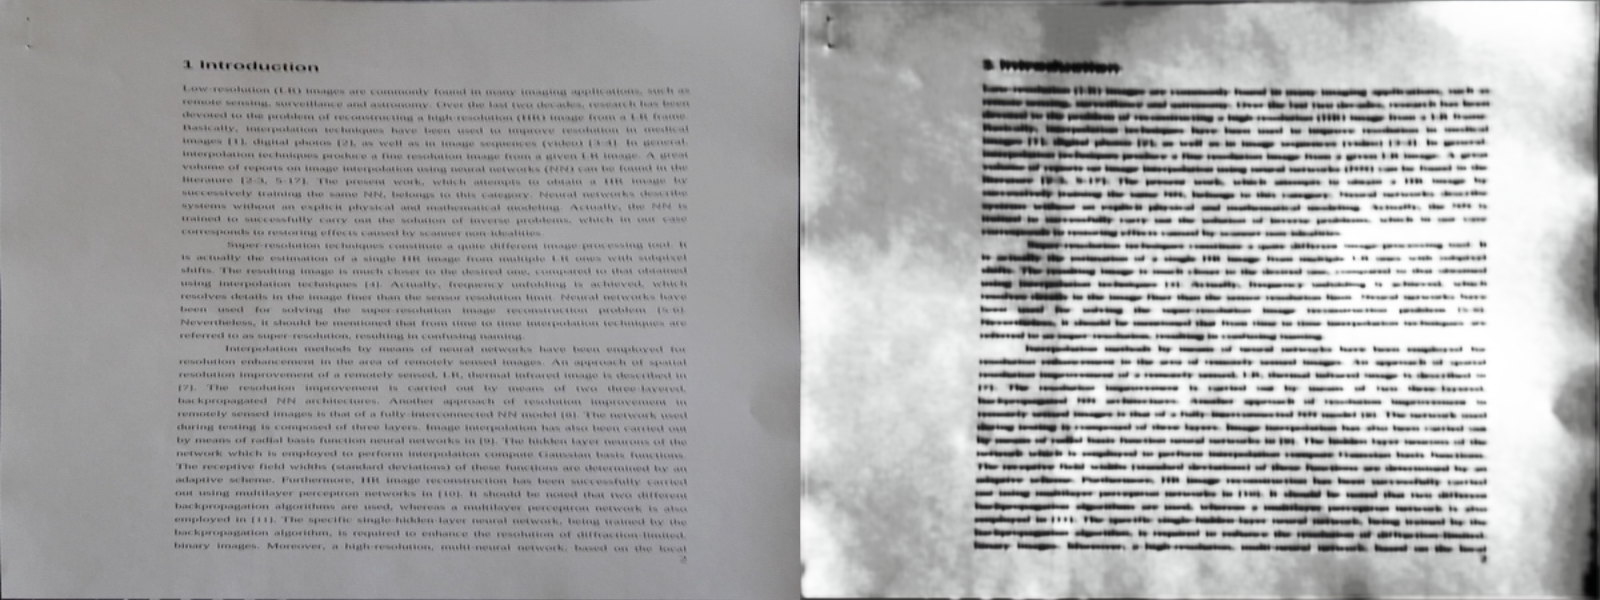 1 Introduction
Low-resolution (LR) images are commonly found in many imaging applications, such as
remote sensing, surveillance and astronomy. Over the last two decades, research has been
devoted to the problem of reconstructing a high-resolution (HR) image from a LR frame.
Basically, interpolation techniques have been used to improve resolution in medical
images [1], digital photos [2], as well as in image sequences (video) [3-4]. In general,
interpolation techniques produce a fine resolution image from a given LR image. A great
volume of reports on image interpolation using neural networks (NN) can be found in the
literature [2-3, 5-17]. The present work, which attempts to obtain a HR image by
successively training the same NN, belongs to this category. Neural networks describe
systems without an explicit physical and mathematical modeling. Actually, the NN is
trained to successfully carry out the solution of inverse problems, which in our case
corresponds to restoring effects caused by scanner non-idealities.
Super-resolution techniques constitute a quite different image-processing tool. It
is actually the estimation of a single HR image from multiple LR ones with subpixel
shifts. The resulting image is much closer to the desired one, compared to that obtained
using interpolation techniques [4]. Actually, frequency unfolding is achieved, which
resolves details in the image finer than the sensor resolution limit. Neural networks have
been used for solving the super-resolution image reconstruction problem [5-6].
Nevertheless, it should be mentioned that from time to time interpolation techniques are
referred to as super-resolution, resulting in confusing naming.
Interpolation methods by means of neural networks have been employed for
resolution enhancement in the area of remotely sensed images. An approach of spatial
resolution improvement of a remotely sensed, LR, thermal infrared image is described in
[7]. The resolution improvement is carried out by means of two three-layered,
backpropagated NN architectures. Another approach of resolution improvement in
remotely sensed images is that of a fully-interconnected NN model [8]. The network used
during testing is composed of three layers. Image interpolation has also been carried out
by means of radial basis function neural networks in [9]. The hidden layer neurons of the
network which is employed to perform interpolation compute Gaussian basis functions.
The receptive field widths (standard deviations) of these functions are determined by an
adaptive scheme. Furthermore, HR image reconstruction has been successfully carried
out using multilayer perceptron networks in [10]. It should be noted that two different
backpropagation algorithms are used, whereas a multilayer perceptron network is also
employed in [11]. The specific single-hidden-layer neural network, being trained by the
backpropagation algorithm, is required to enhance the resolution of diffraction-limited,
binary images. Moreover, a high-resolution, multi-neural network, based on the local
2